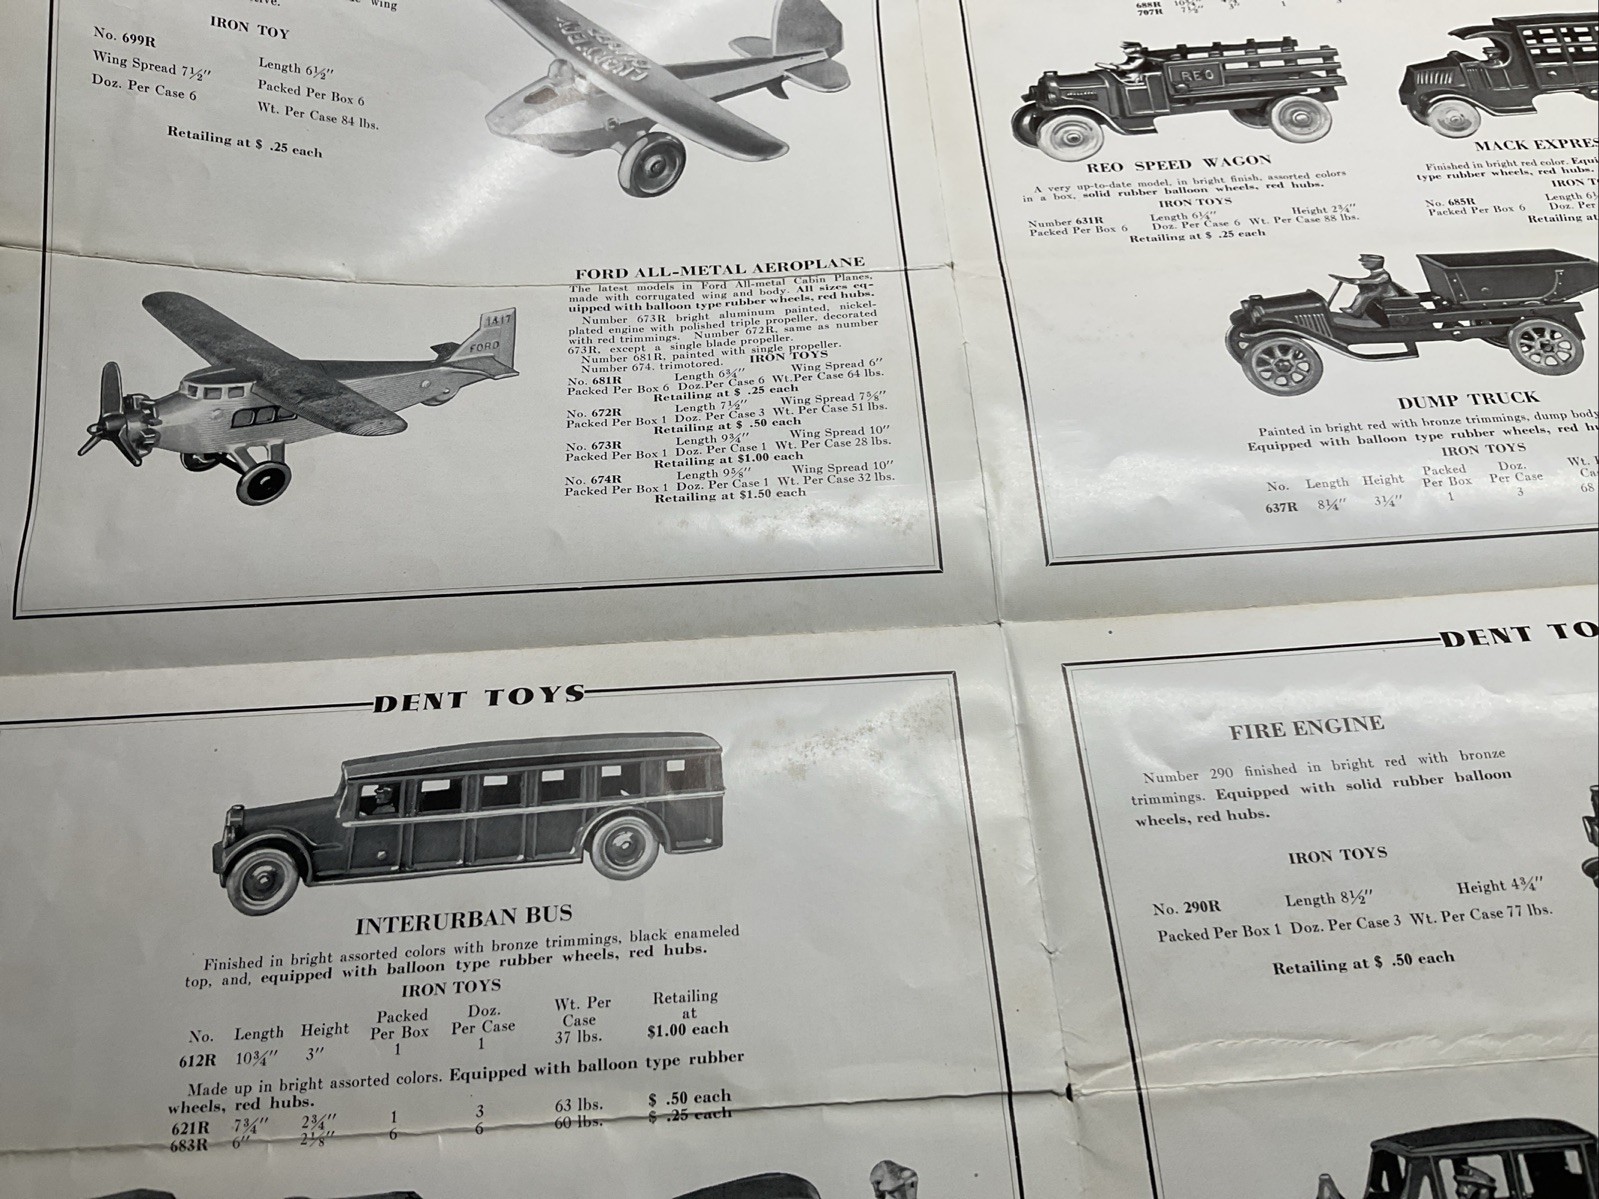 wing
IRON TOY
No. 699R
Wing Spread 7½″ Length 6½″
Doz. Per Case 6 Packed Per Box 6
Wt. Per Case 84 lbs.
Retailing at $ .25 each
FORD ALL-METAL AEROPLANE
The latest models in Ford All-metal Cabin Planes,
made with corrugated wing and body. All sizes eq-
uipped with balloon type rubber wheels, red hubs.
Number 673R bright aluminum painted, nickel-
plated engine with polished triple propeller, decorated
with red trimmings. Number 672R, same as number
673R, except a single blade propeller.
Number 681R, painted with single propeller.
Number 674. trimotored. IRON TOYS
No. 681R Length 6¾″ Wing Spread 6″
Packed Per Box 6 Doz.Per Case 6 Wt.Per Case 64 lbs.
Retailing at $ .25 each
No. 672R Length 7½″ Wing Spread 7⅝″
Packed Per Box 1 Doz. Per Case 3 Wt. Per Case 51 lbs.
Retailing at $ .50 each
No. 673R Length 9¾″ Wing Spread 10″
Packed Per Box 1 Doz. Per Case 1 Wt. Per Case 28 lbs.
Retailing at $1.00 each
No. 674R Length 9⅝″ Wing Spread 10″
Packed Per Box 1 Doz. Per Case 1 Wt. Per Case 32 lbs.
Retailing at $1.50 each
1417
FORD
688R
707R 7½″
REO
REO SPEED WAGON
A very up-to-date model, in bright finish, assorted colors
in a box, solid rubber balloon wheels, red hubs.
IRON TOYS
Number 631R Length 6¼″ Height 2¾″
Packed Per Box 6 Doz. Per Case 6 Wt. Per Case 88 lbs.
Retailing at $ .25 each
MACK EXPRES
Finished in bright red color. Equi
type rubber wheels, red hubs.
IRON T
No. 685R Length 6
Packed Per Box 6 Doz. Per
Retailing at
DUMP TRUCK
Painted in bright red with bronze trimmings, dump body
Equipped with balloon type rubber wheels, red hu
IRON TOYS
No. Length Height Packed Per Box Doz. Per Case Wt. Ca
637R 8¼″ 3¼″ 1 3 68
DENT TOYS
INTERURBAN BUS
Finished in bright assorted colors with bronze trimmings, black enameled
top, and, equipped with balloon type rubber wheels, red hubs.
IRON TOYS
No. Length Height Packed Per Box Doz. Per Case Wt. Per Case Retailing at
612R 10¾″ 3″ 1 1 37 lbs. $1.00 each
Made up in bright assorted colors. Equipped with balloon type rubber
wheels, red hubs.
621R 7¾″ 2¾″ 1 3 63 lbs. $ .50 each
683R 6″ 2⅛″ 6 6 60 lbs. $ .25 each
DENT TO
FIRE ENGINE
Number 290 finished in bright red with bronze
trimmings. Equipped with solid rubber balloon
wheels, red hubs.
IRON TOYS
No. 290R Length 8½″ Height 4¾″
Packed Per Box 1 Doz. Per Case 3 Wt. Per Case 77 lbs.
Retailing at $ .50 each